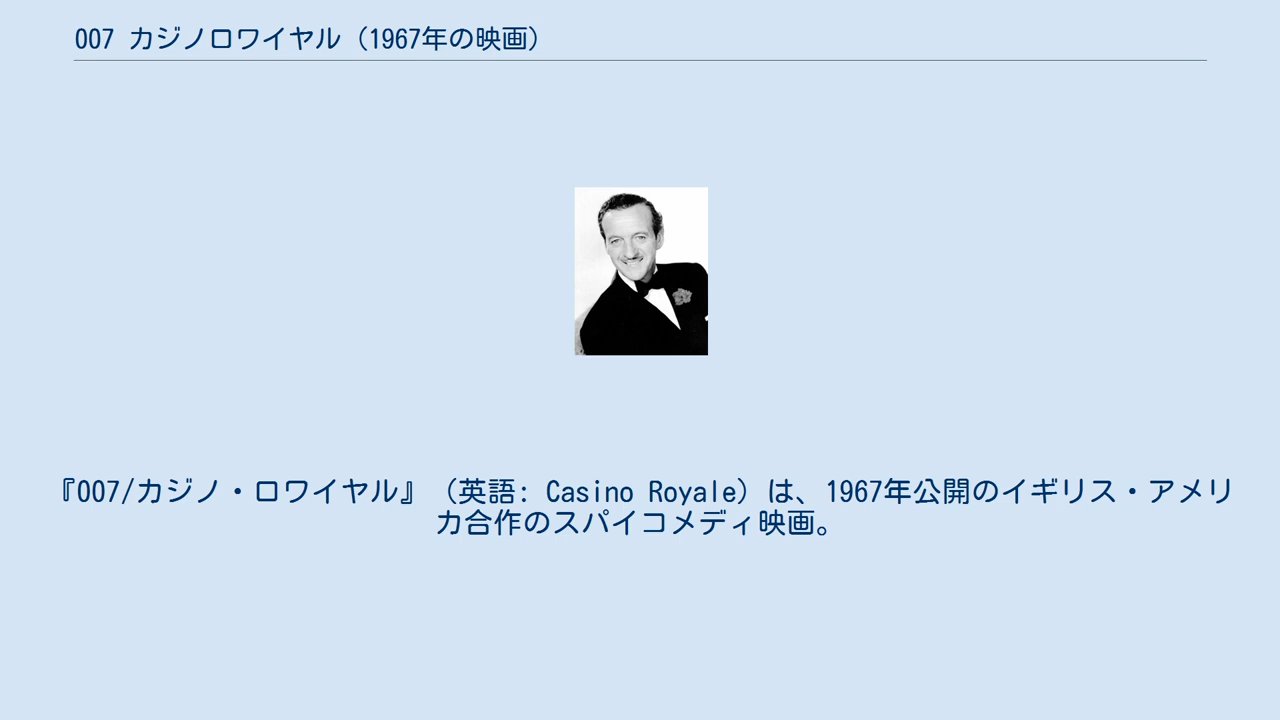 007 カジノロワイヤル（1967年の映画）
『007/カジノ・ロワイヤル』（英語: Casino Royale）は、1967年公開のイギリス・アメリ
カ合作のスパイコメディ映画。